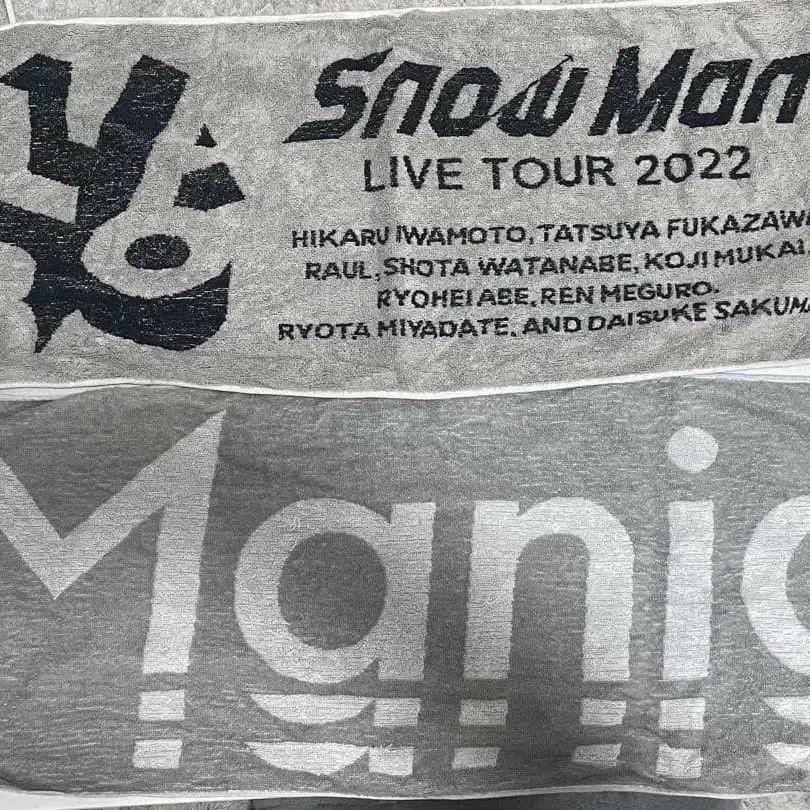 Snow Man
LIVE TOUR 2022
HIKARU IWAMOTO, TATSUYA FUKAZAW
RAUL, SHOTA WATANABE, KOJI MUKAI,
RYOHEI ABE, REN MEGURO.
RYOTA MIYADATE, AND DAISUKE SAKUMA
Mania